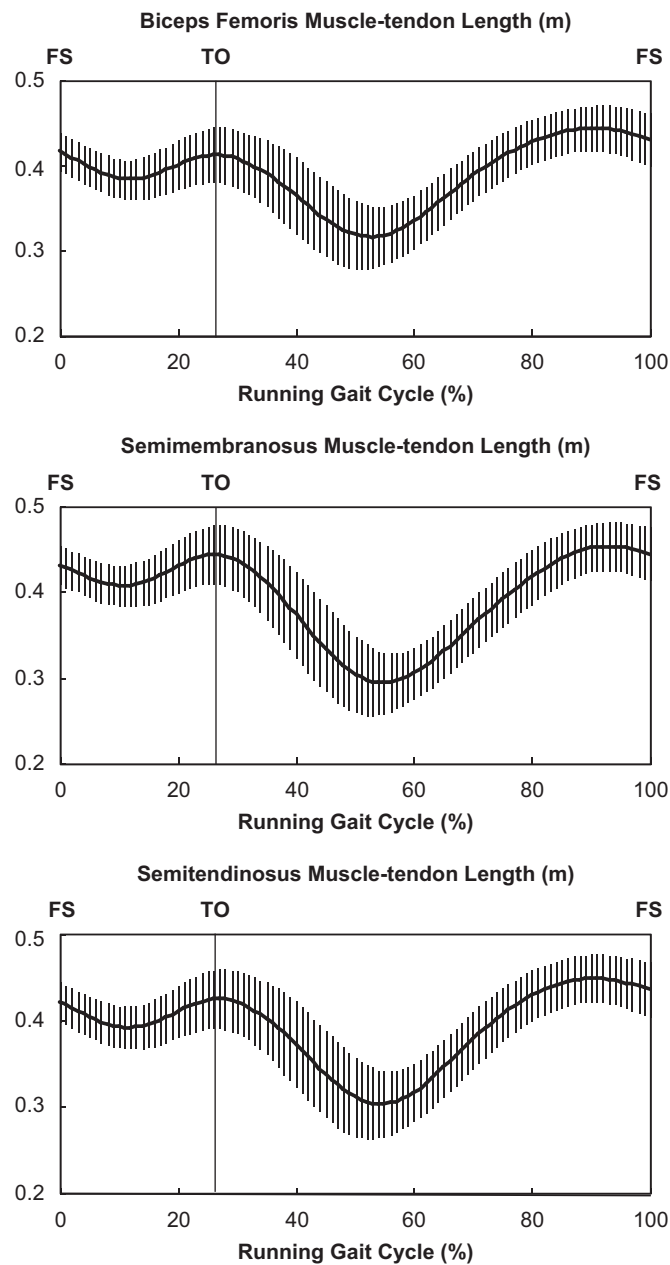 Biceps Femoris Muscle-tendon Length (m)
FS TO FS
0.5
0.4
0.3
0.2
0 20 40 60 80 100
Running Gait Cycle (%)
Semimembranosus Muscle-tendon Length (m)
FS TO FS
0.5
0.4
0.3
0.2
0 20 40 60 80 100
Running Gait Cycle (%)
Semitendinosus Muscle-tendon Length (m)
FS TO FS
0.5
0.4
0.3
0.2
0 20 40 60 80 100
Running Gait Cycle (%)